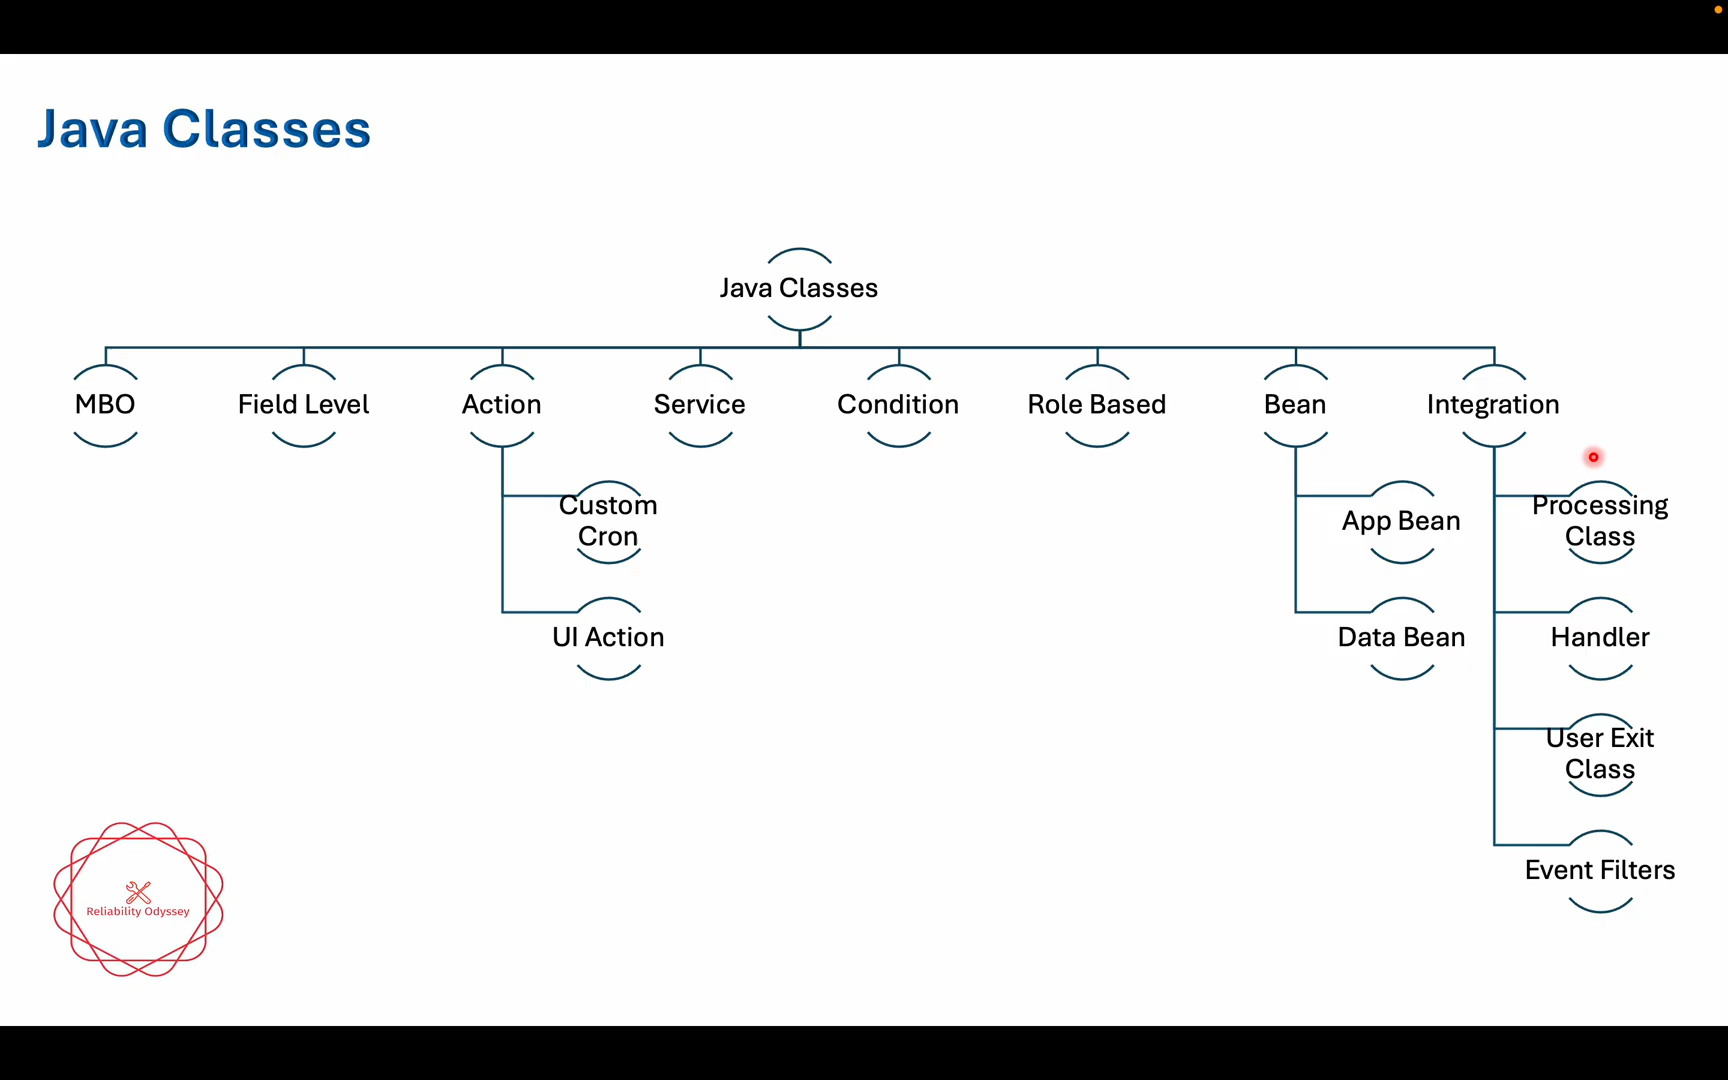 Java Classes
Java Classes
MBO
Field Level
Action
Service
Condition
Role Based
Bean
Integration
Custom
Cron
UI Action
App Bean
Data Bean
Processing
Class
Handler
User Exit
Class
Event Filters
Reliability Odyssey